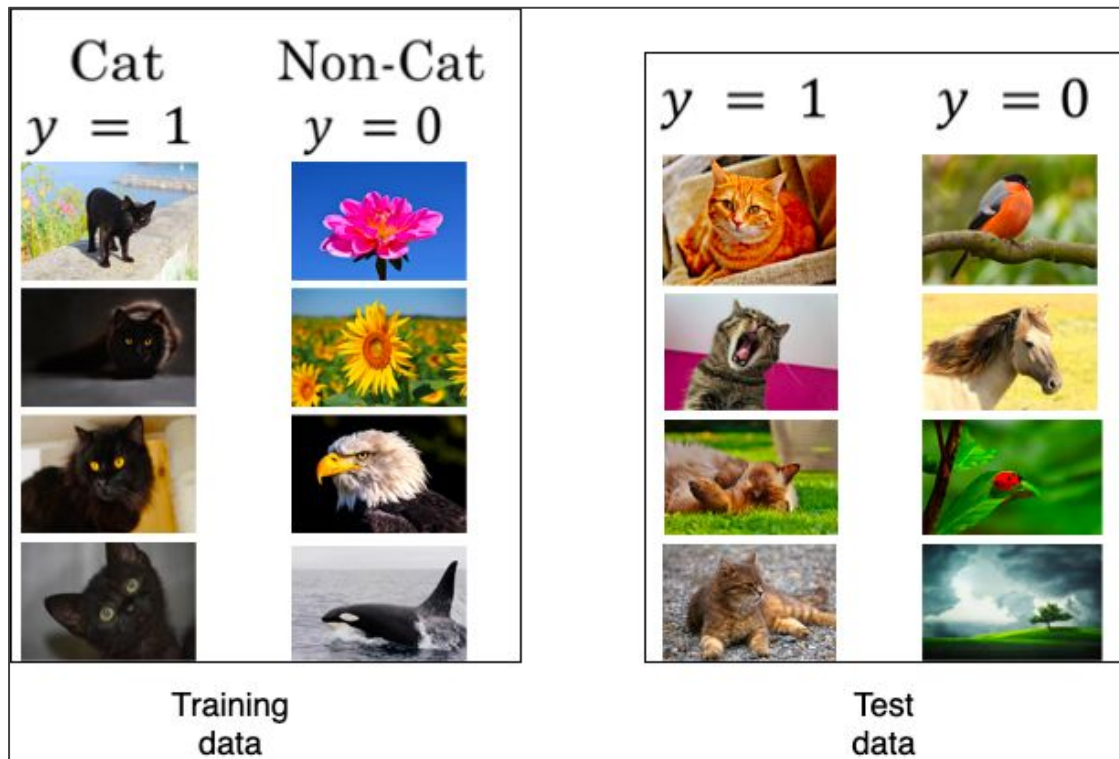 Cat
Non-Cat
y = 1
y = 0
y = 1
y = 0
Training
data
Test
data